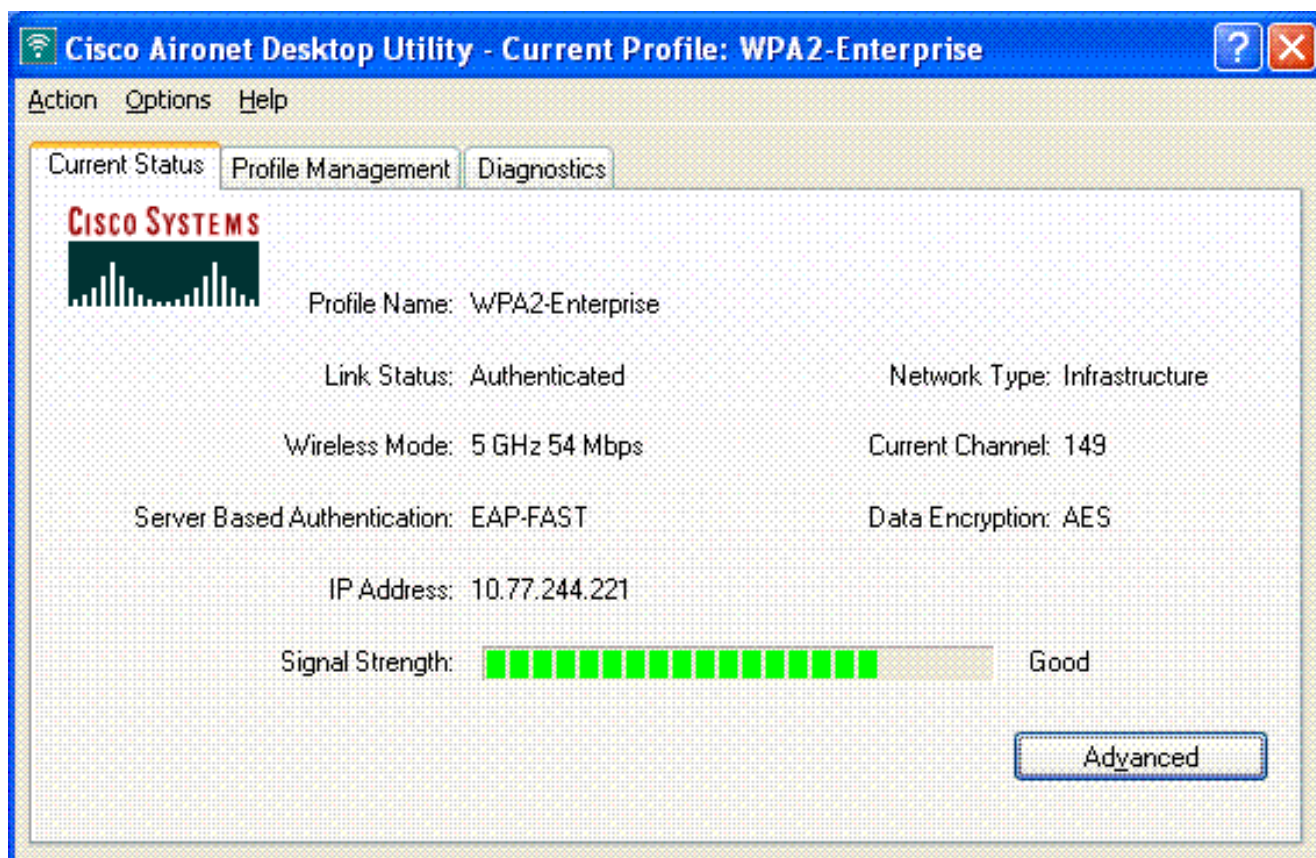 Cisco Aironet Desktop Utility - Current Profile: WPA2-Enterprise
Action Options Help
Current Status Profile Management Diagnostics
CISCO SYSTEMS
Profile Name: WPA2-Enterprise
Link Status: Authenticated Network Type: Infrastructure
Wireless Mode: 5 GHz 54 Mbps Current Channel: 149
Server Based Authentication: EAP-FAST Data Encryption: AES
IP Address: 10.77.244.221
Signal Strength: Good
Advanced